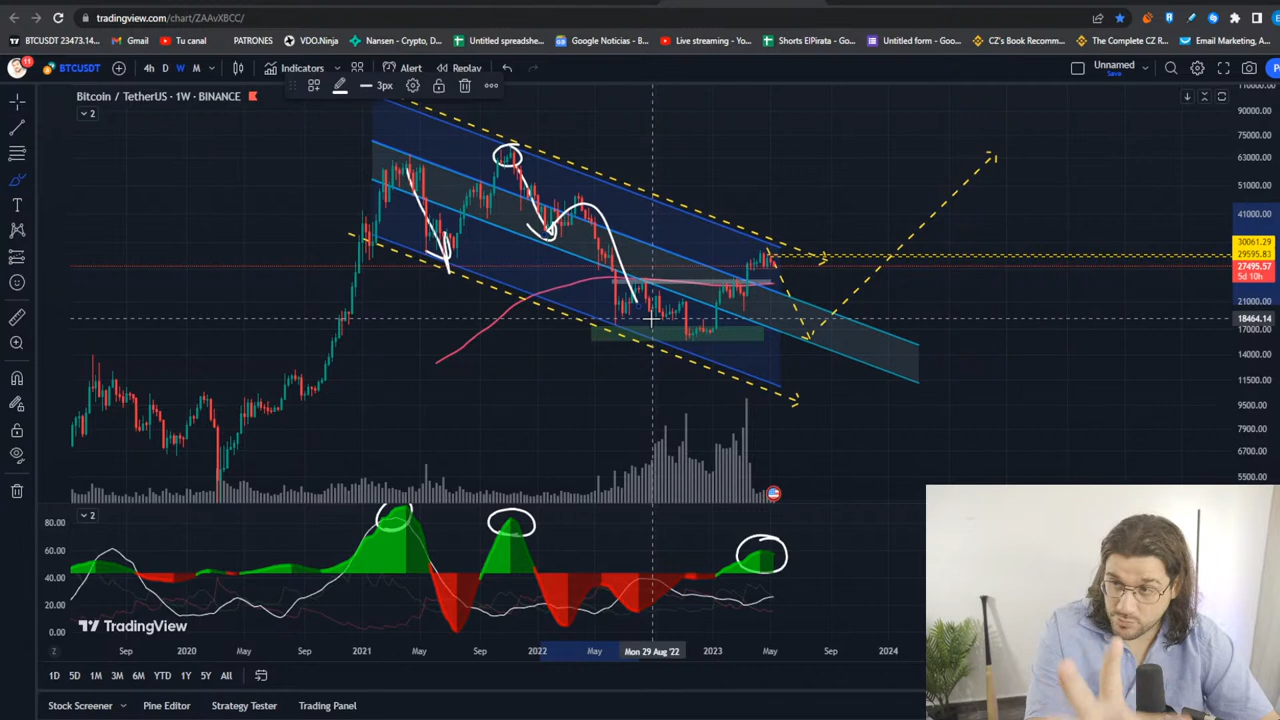 tradingview.com/chart/ZAAvXBCC/
BTCUSDT 23473.14...
Gmail
Tu canal
PATRONES
VDO.Ninja
Nansen - Crypto, D...
Untitled spreadshe...
Google Noticias - B...
Live streaming - Yo...
Shorts ElPirata - G...
Untitled form - Goo...
CZ's Book Recomm...
The Complete CZ R...
Email Marketing, A...
11
BTCUSDT
4h D W M
Indicators
Alert
Replay
Unnamed
Save
3px
Bitcoin / TetherUS · 1W · BINANCE
2
110000.00
90000.00
75000.00
63000.00
51000.00
41000.00
30061.29
29595.83
27495.57
5d 10h
21000.00
18464.14
17000.00
14000.00
11500.00
9500.00
7900.00
6700.00
5500.00
2
80.00
60.00
40.00
20.00
0.00
TradingView
Z
Sep
2020
May
Sep
2021
May
Sep
2022
May
Mon 29 Aug '22
2023
May
Sep
2024
1D 5D 1M 3M 6M YTD 1Y 5Y All
Stock Screener
Pine Editor
Strategy Tester
Trading Panel